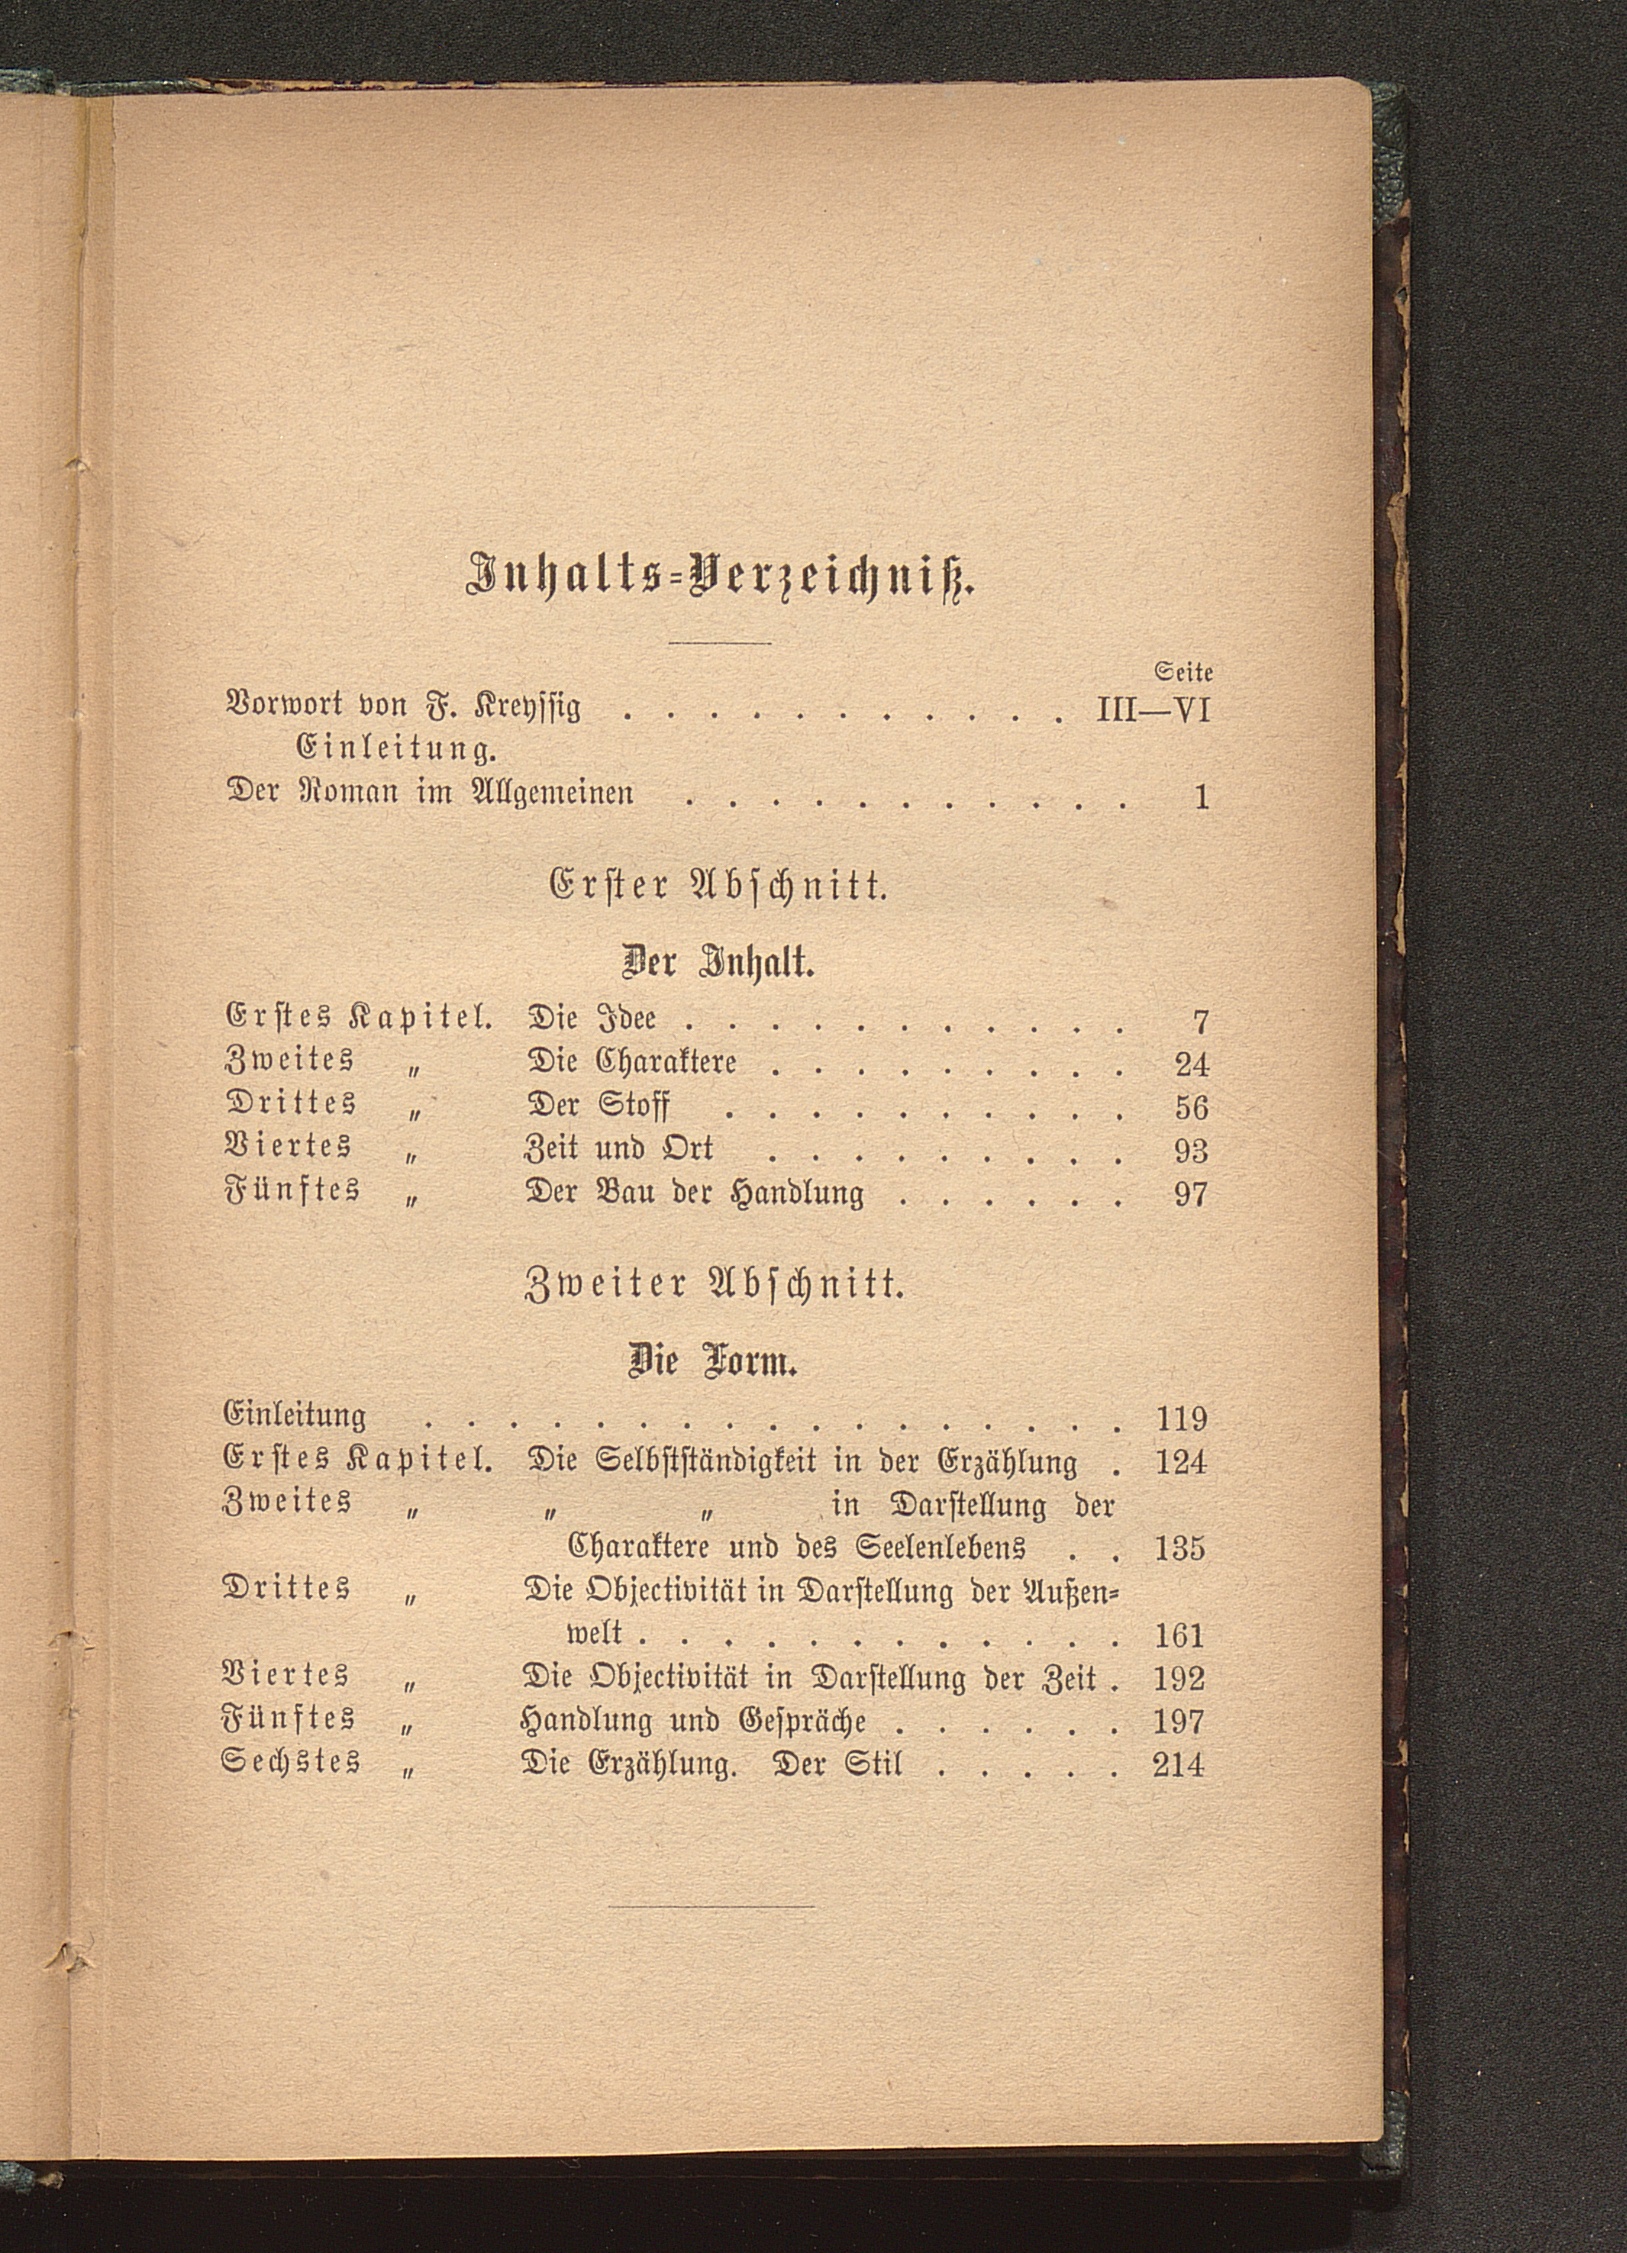 Inhalts-Verzeichniß.
Seite
Vorwort von F. Kreyssig . . . . . . . . . . . III—VI
Einleitung.
Der Roman im Allgemeinen . . . . . . . . . . . 1
Erster Abschnitt.
Der Inhalt.
Erstes Kapitel. Die Idee . . . . . . . . . . . 7
Zweites „ Die Charaktere . . . . . . . . . 24
Drittes „ Der Stoff . . . . . . . . . . 56
Viertes „ Zeit und Ort . . . . . . . . . 93
Fünftes „ Der Bau der Handlung . . . . . . 97
Zweiter Abschnitt.
Die Form.
Einleitung . . . . . . . . . . . . . . . . . 119
Erstes Kapitel. Die Selbstständigkeit in der Erzählung . 124
Zweites „ „ „ in Darstellung der
Charaktere und des Seelenlebens . . 135
Drittes „ Die Objectivität in Darstellung der Außen-
welt . . . . . . . . . . . . 161
Viertes „ Die Objectivität in Darstellung der Zeit . 192
Fünftes „ Handlung und Gespräche . . . . . . 197
Sechstes „ Die Erzählung. Der Stil . . . . . 214